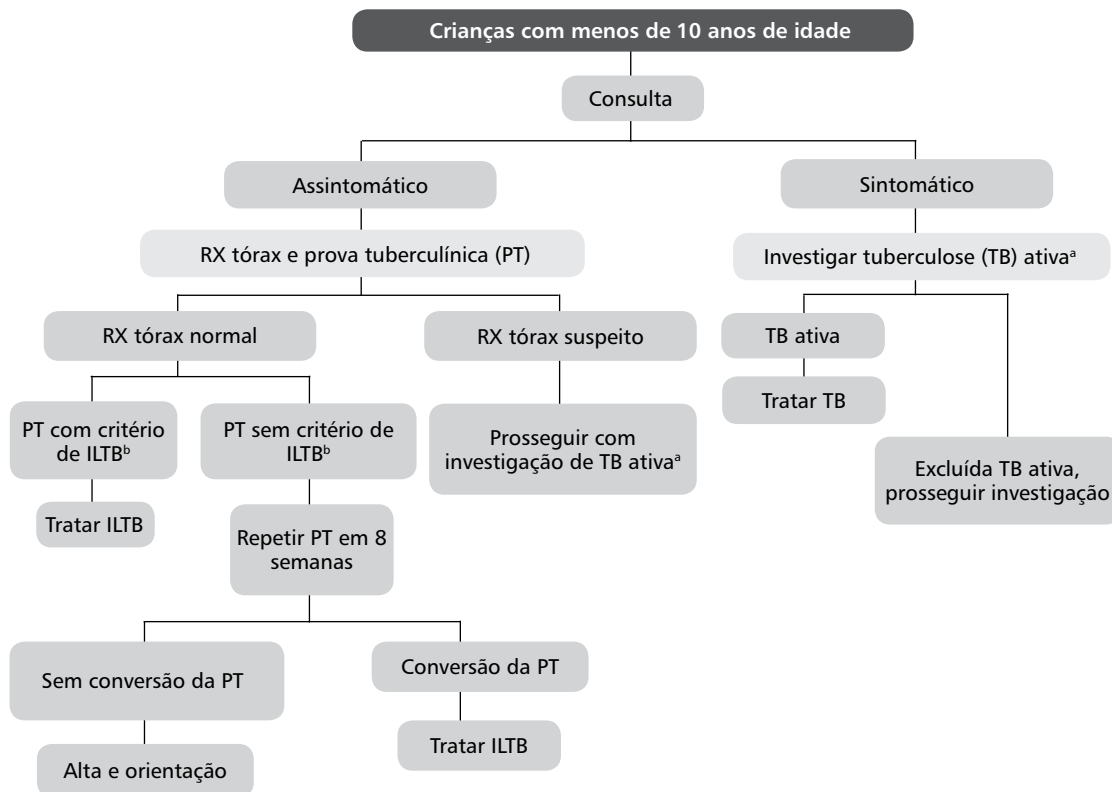 Crianças com menos de 10 anos de idade
Consulta
Assintomático
Sintomático
RX tórax e prova tuberculínica (PT)
Investigar tuberculose (TB) ativaᵃ
RX tórax normal
RX tórax suspeito
TB ativa
Tratar TB
PT com critério
de ILTBᵇ
PT sem critério de
ILTBᵇ
Prosseguir com
investigação de TB ativaᵃ
Excluída TB ativa,
prosseguir investigação
Tratar ILTB
Repetir PT em 8
semanas
Sem conversão da PT
Conversão da PT
Tratar ILTB
Alta e orientação